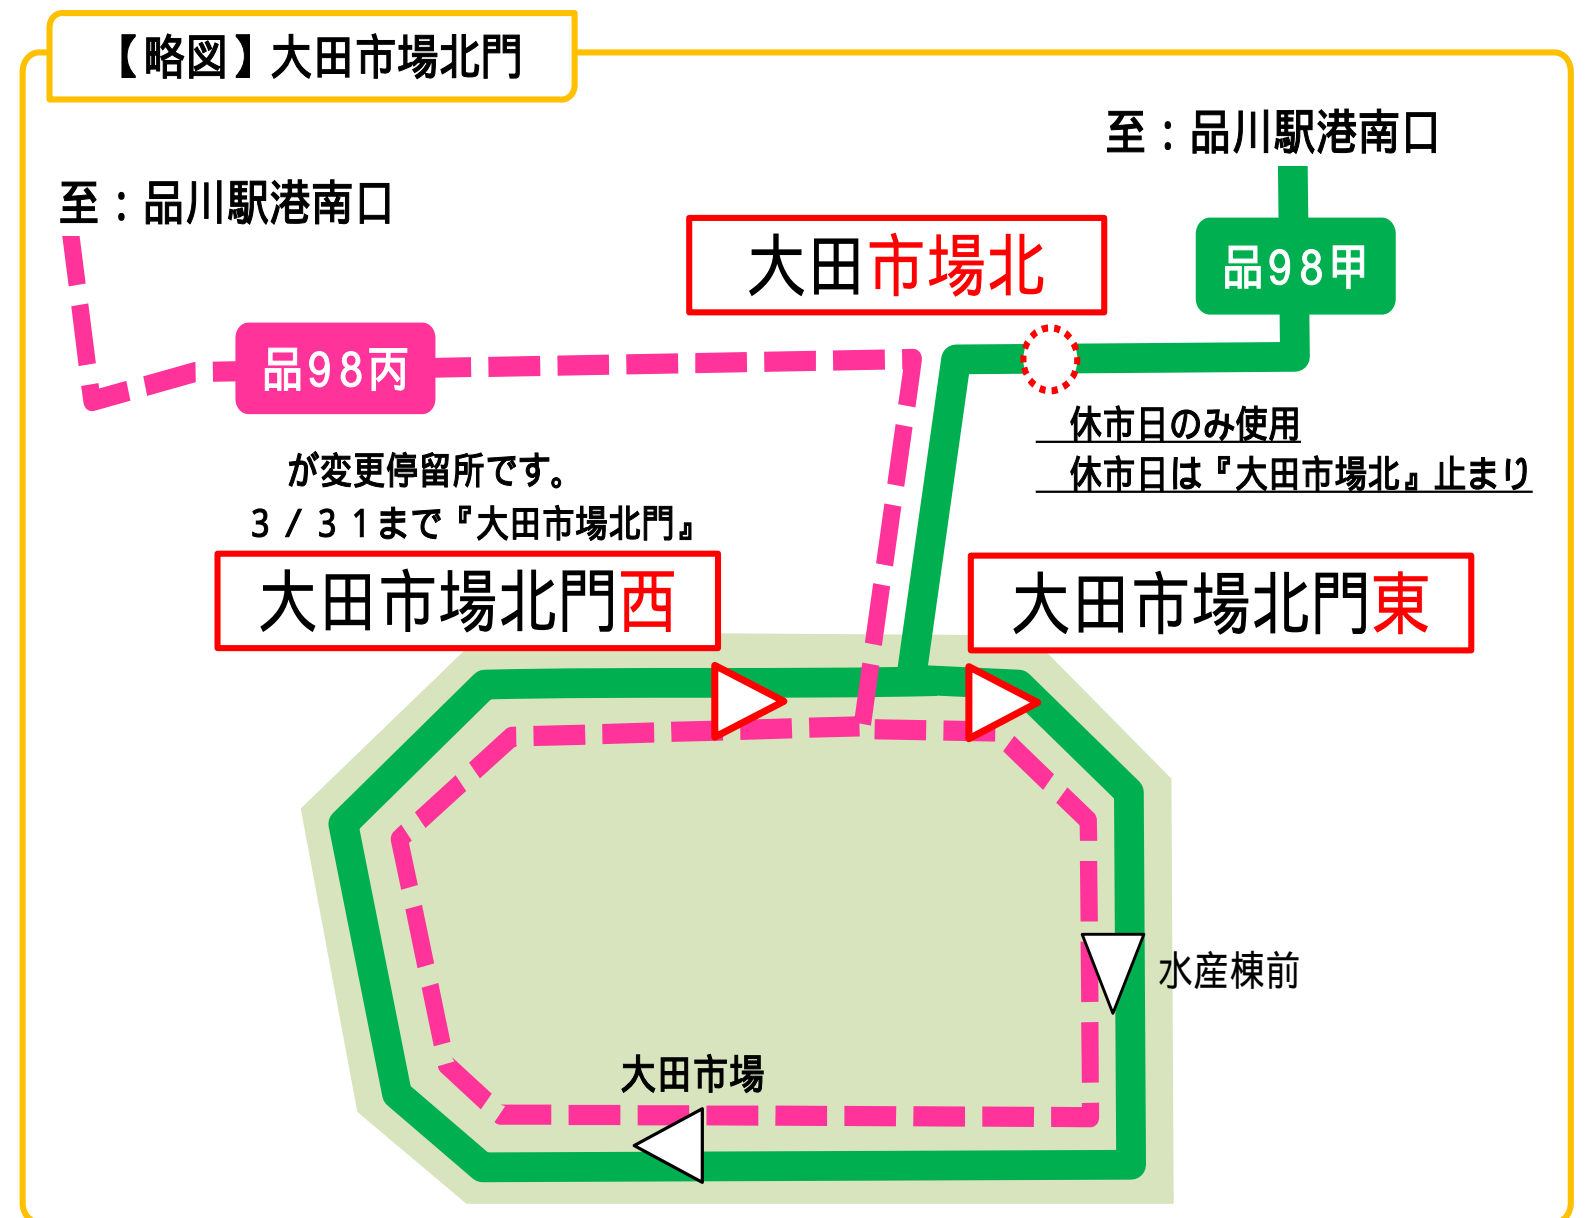 【略図】大田市場北門
至：品川駅港南口
至：品川駅港南口
大田市場北
品98甲
品98丙
休市日のみ使用
休市日は『大田市場北』止まり
が変更停留所です。
３／３１まで『大田市場北門』
大田市場北門西
大田市場北門東
水産棟前
大田市場